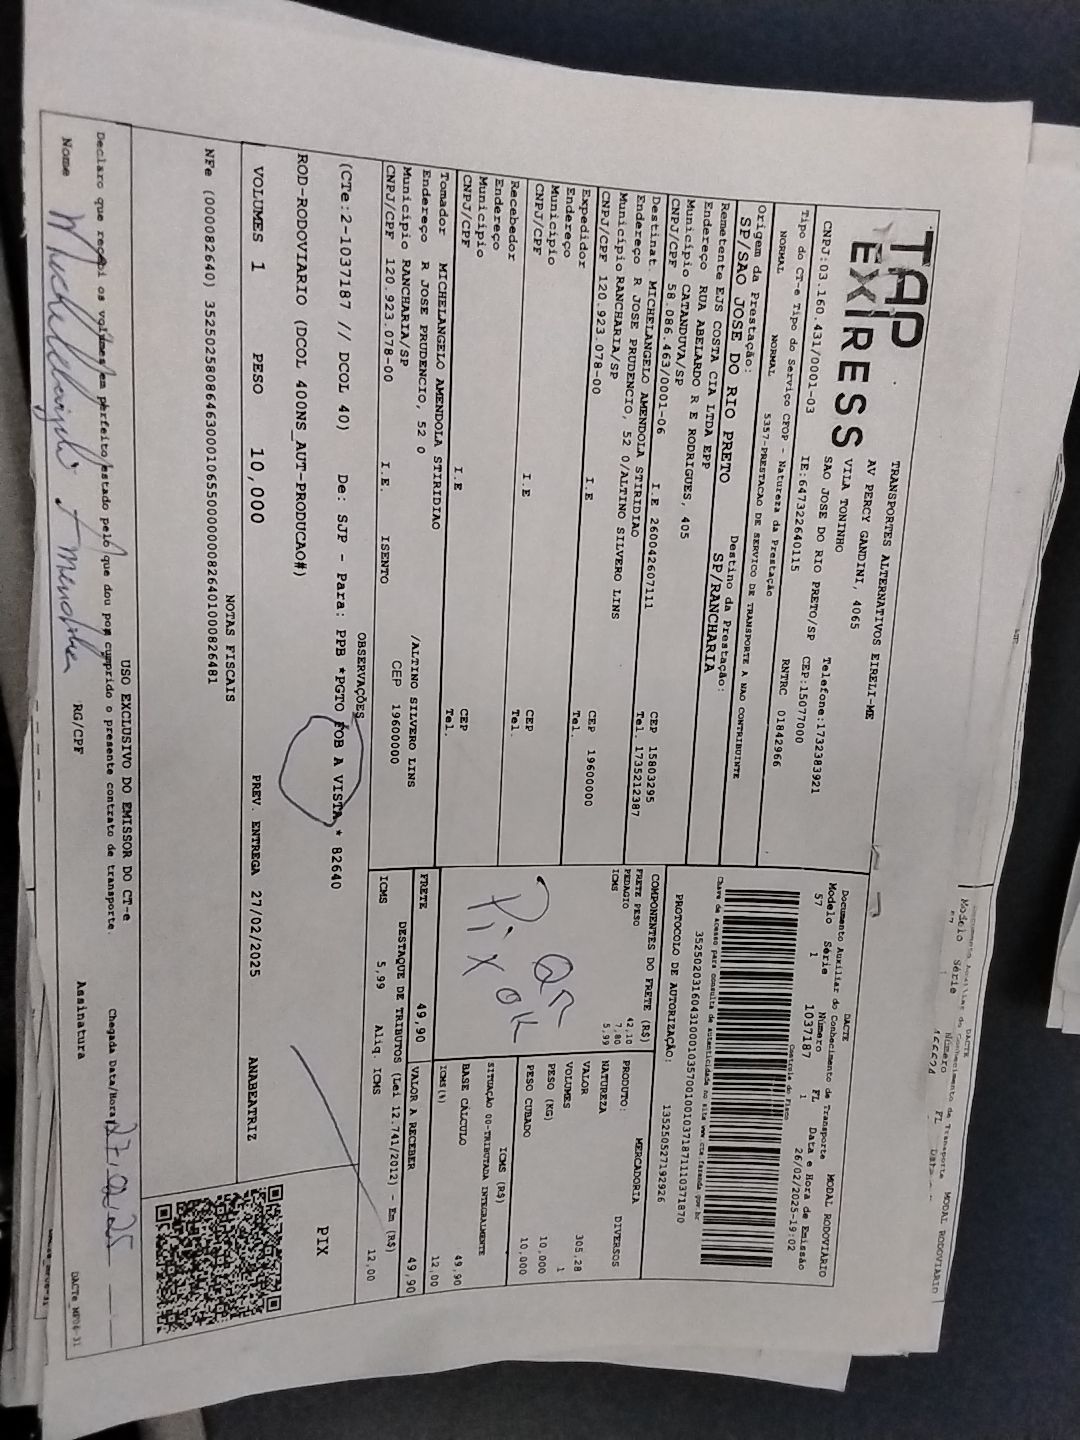 TAP
EXPRESS
TRANSPORTES ALTERNATIVOS EIRELI-ME
AV PERCY GANDINI, 4065
VILA TONINHO
SAO JOSE DO RIO PRETO/SP CEP:15077000
CNPJ:03.160.431/0001-03 IE:647322640115 Telefone:1732383921
Tipo do CT-e Tipo do Serviço CFOP - Natureza da Prestação RNTRC 01842966
NORMAL NORMAL 5357-PRESTACAO DE SERVICO DE TRANSPORTE A NAO CONTRIBUINTE
Origem da Prestação: Destino da Prestação:
SP/SAO JOSE DO RIO PRETO SP/RANCHARIA
Remetente EJS COSTA CIA LTDA EPP
Endereço RUA ABELARDO R E RODRIGUES, 405
Município CATANDUVA/SP CEP 15803295
CNPJ/CPF 58.086.463/0001-06 I.E 260042607111 Tel. 1735212387
Destinat. MICHELANGELO AMENDOLA STIRIDIAO
Endereço R JOSE PRUDENCIO, 52 0/ALTINO SILVERO LINS
Município RANCHARIA/SP CEP 19600000
CNPJ/CPF 120.923.078-00 I.E Tel.
Expedidor
Endereço
Município CEP
CNPJ/CPF I.E Tel.
Recebedor
Endereço
Município CEP
CNPJ/CPF I.E Tel.
Tomador MICHELANGELO AMENDOLA STIRIDIAO
Endereço R JOSE PRUDENCIO, 52 0 /ALTINO SILVERO LINS
Município RANCHARIA/SP CEP 19600000
CNPJ/CPF 120.923.078-00 I.E. ISENTO
DACTE MODAL RODOVIÁRIO
Documento Auxiliar do Conhecimento de Transporte
Modelo Série Número FL Data e Hora de Emissão
57 1 1037187 1 26/02/2025-19:02
Controle do Fisco
Chave de acesso para consulta de autenticidade no site www.cte.fazenda.gov.br
35250203160431000103570010010371871110371870
PROTOCOLO DE AUTORIZAÇÃO: 135250527192926
COMPONENTES DO FRETE (R$)
FRETE PESO 42,10
PEDAGIO 7,80
ICMS 5,99
Pix OK
PRODUTO: MERCADORIA
NATUREZA DIVERSOS
VALOR 305,28
VOLUMES 1
PESO (KG) 10,000
PESO CUBADO 10,000
ICMS (R$)
SITUAÇÃO 00-TRIBUTADA INTEGRALMENTE
BASE CÁLCULO 49,90
ICMS(%) 12,00
FRETE 49,90 VALOR A RECEBER 49,90
DESTAQUE DE TRIBUTOS (Lei 12.741/2012) - Em (R$)
ICMS 5,99 Aliq. ICMS 12,00
OBSERVAÇÕES
(CTe:2-1037187 // DCOL 40) De: SJP - Para: PPB *PGTO FOB A VISTA * 82640
PIX
ROD-RODOVIARIO (DCOL 400NS_AUT-PRODUCAO#)
VOLUMES 1 PESO 10,000 PREV. ENTREGA 27/02/2025 ANABEATRIZ
NOTAS FISCAIS
NFe (000082640) 35250258086463000106550000000826401000826481
USO EXCLUSIVO DO EMISSOR DO CT-e
Declaro que recebi os volumes em perfeito estado pelo que dou por cumprido o presente contrato de transporte. Chegada Data/Hora
Nome RG/CPF Assinatura
DACTe_MF04-31